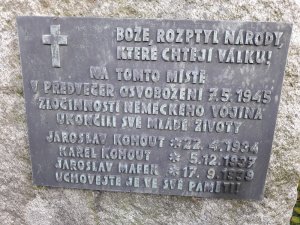 BOŽE, ROZPTYL NÁRODY,
KTERÉ CHTĚJÍ VÁLKU!
NA TOMTO MÍSTĚ
V PŘEDVEČER OSVOBOZENÍ 7.5.1945
ZLOČINNOSTÍ NĚMECKÉHO VOJÍNA
UKONČILI SVÉ MLADÉ ŽIVOTY
JAROSLAV KOHOUT * 22.4.1934
KAREL KOHOUT * 5.12.1937
JAROSLAV MAREK * 17.9.1939
UCHOVEJTE JE VE SVÉ PAMĚTI!